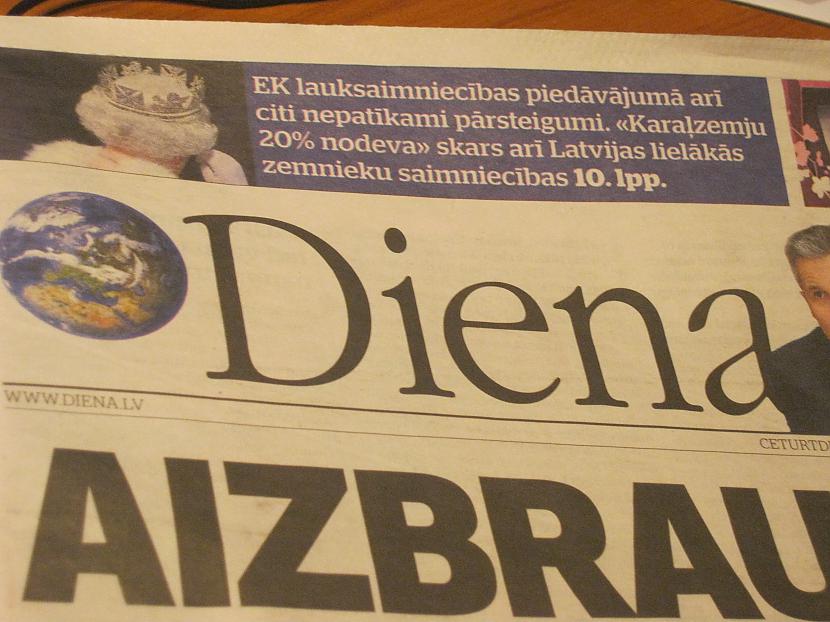 EK lauksaimniecības piedāvājumā arī
citi nepatīkami pārsteigumi. «Karaļzemju
20% nodeva» skars arī Latvijas lielākās
zemnieku saimniecības 10. lpp.
Diena
WWW.DIENA.LV
CETURTD
AIZBRAU